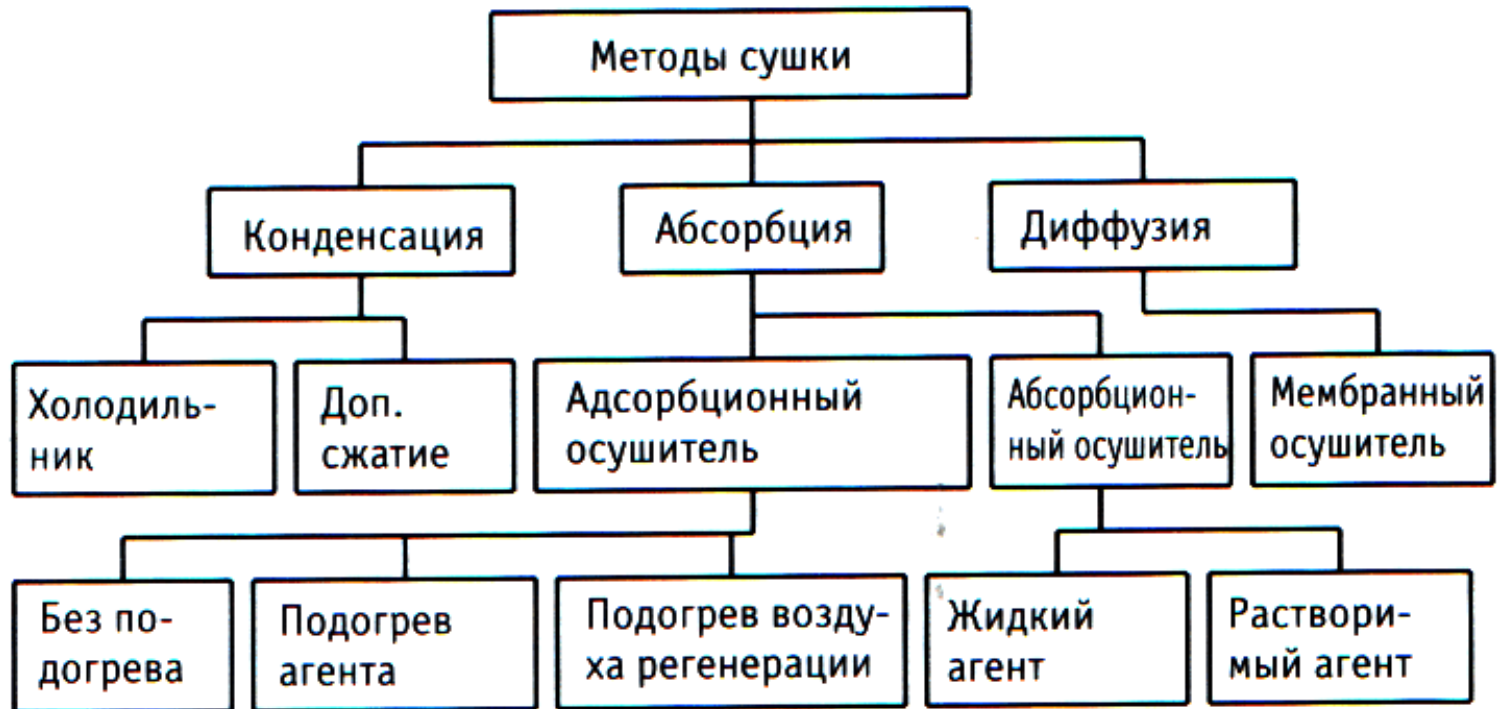 Методы сушки
Конденсация
Абсорбция
Диффузия
Холодиль-
ник
Доп.
сжатие
Адсорбционный
осушитель
Абсорбцион-
ный осушитель
Мембранный
осушитель
Без по-
догрева
Подогрев
агента
Подогрев возду-
ха регенерации
Жидкий
агент
Раствори-
мый агент